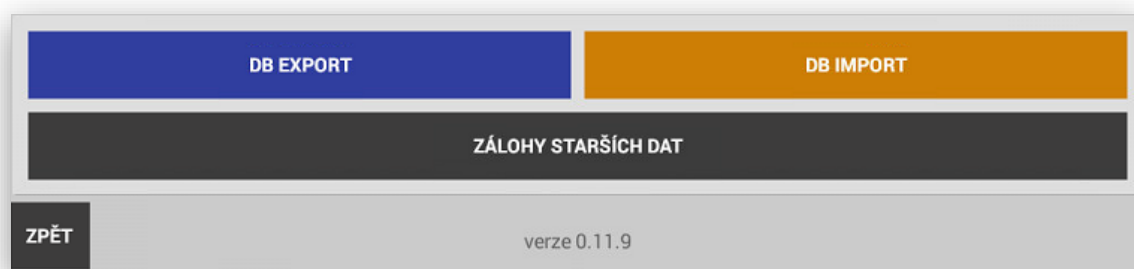 DB EXPORT
DB IMPORT
ZÁLOHY STARŠÍCH DAT
ZPĚT
verze 0.11.9